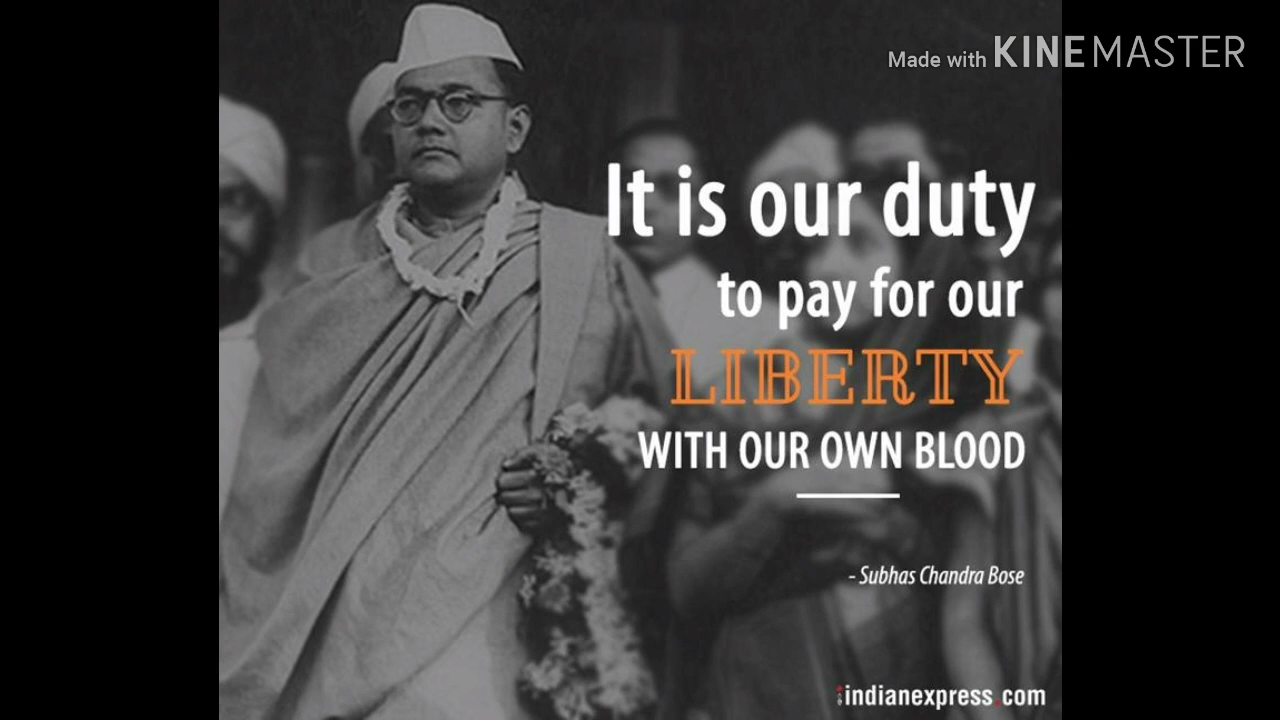 Made with KINEMASTER
It is our duty
to pay for our
LIBERTY
WITH OUR OWN BLOOD
- Subhas Chandra Bose
indianexpress.com